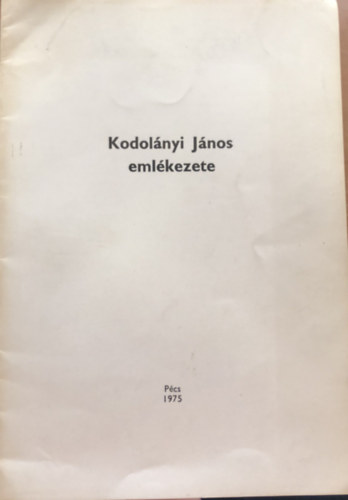 Kodolányi János
emlékezete
Pécs
1975